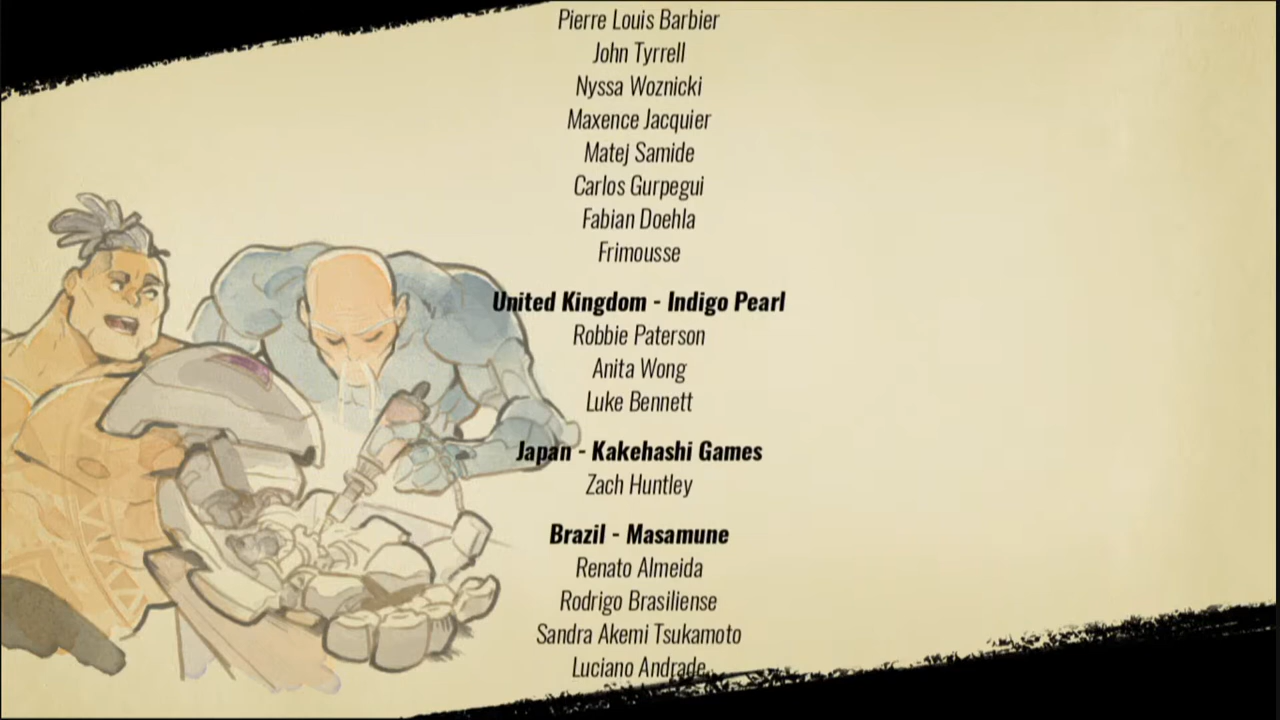 Pierre Louis Barbier
John Tyrrell
Nyssa Woznicki
Maxence Jacquier
Matej Samide
Carlos Gurpegui
Fabian Doehla
Frimousse
United Kingdom - Indigo Pearl
Robbie Paterson
Anita Wong
Luke Bennett
Japan - Kakehashi Games
Zach Huntley
Brazil - Masamune
Renato Almeida
Rodrigo Brasiliense
Sandra Akemi Tsukamoto
Luciano Andrade